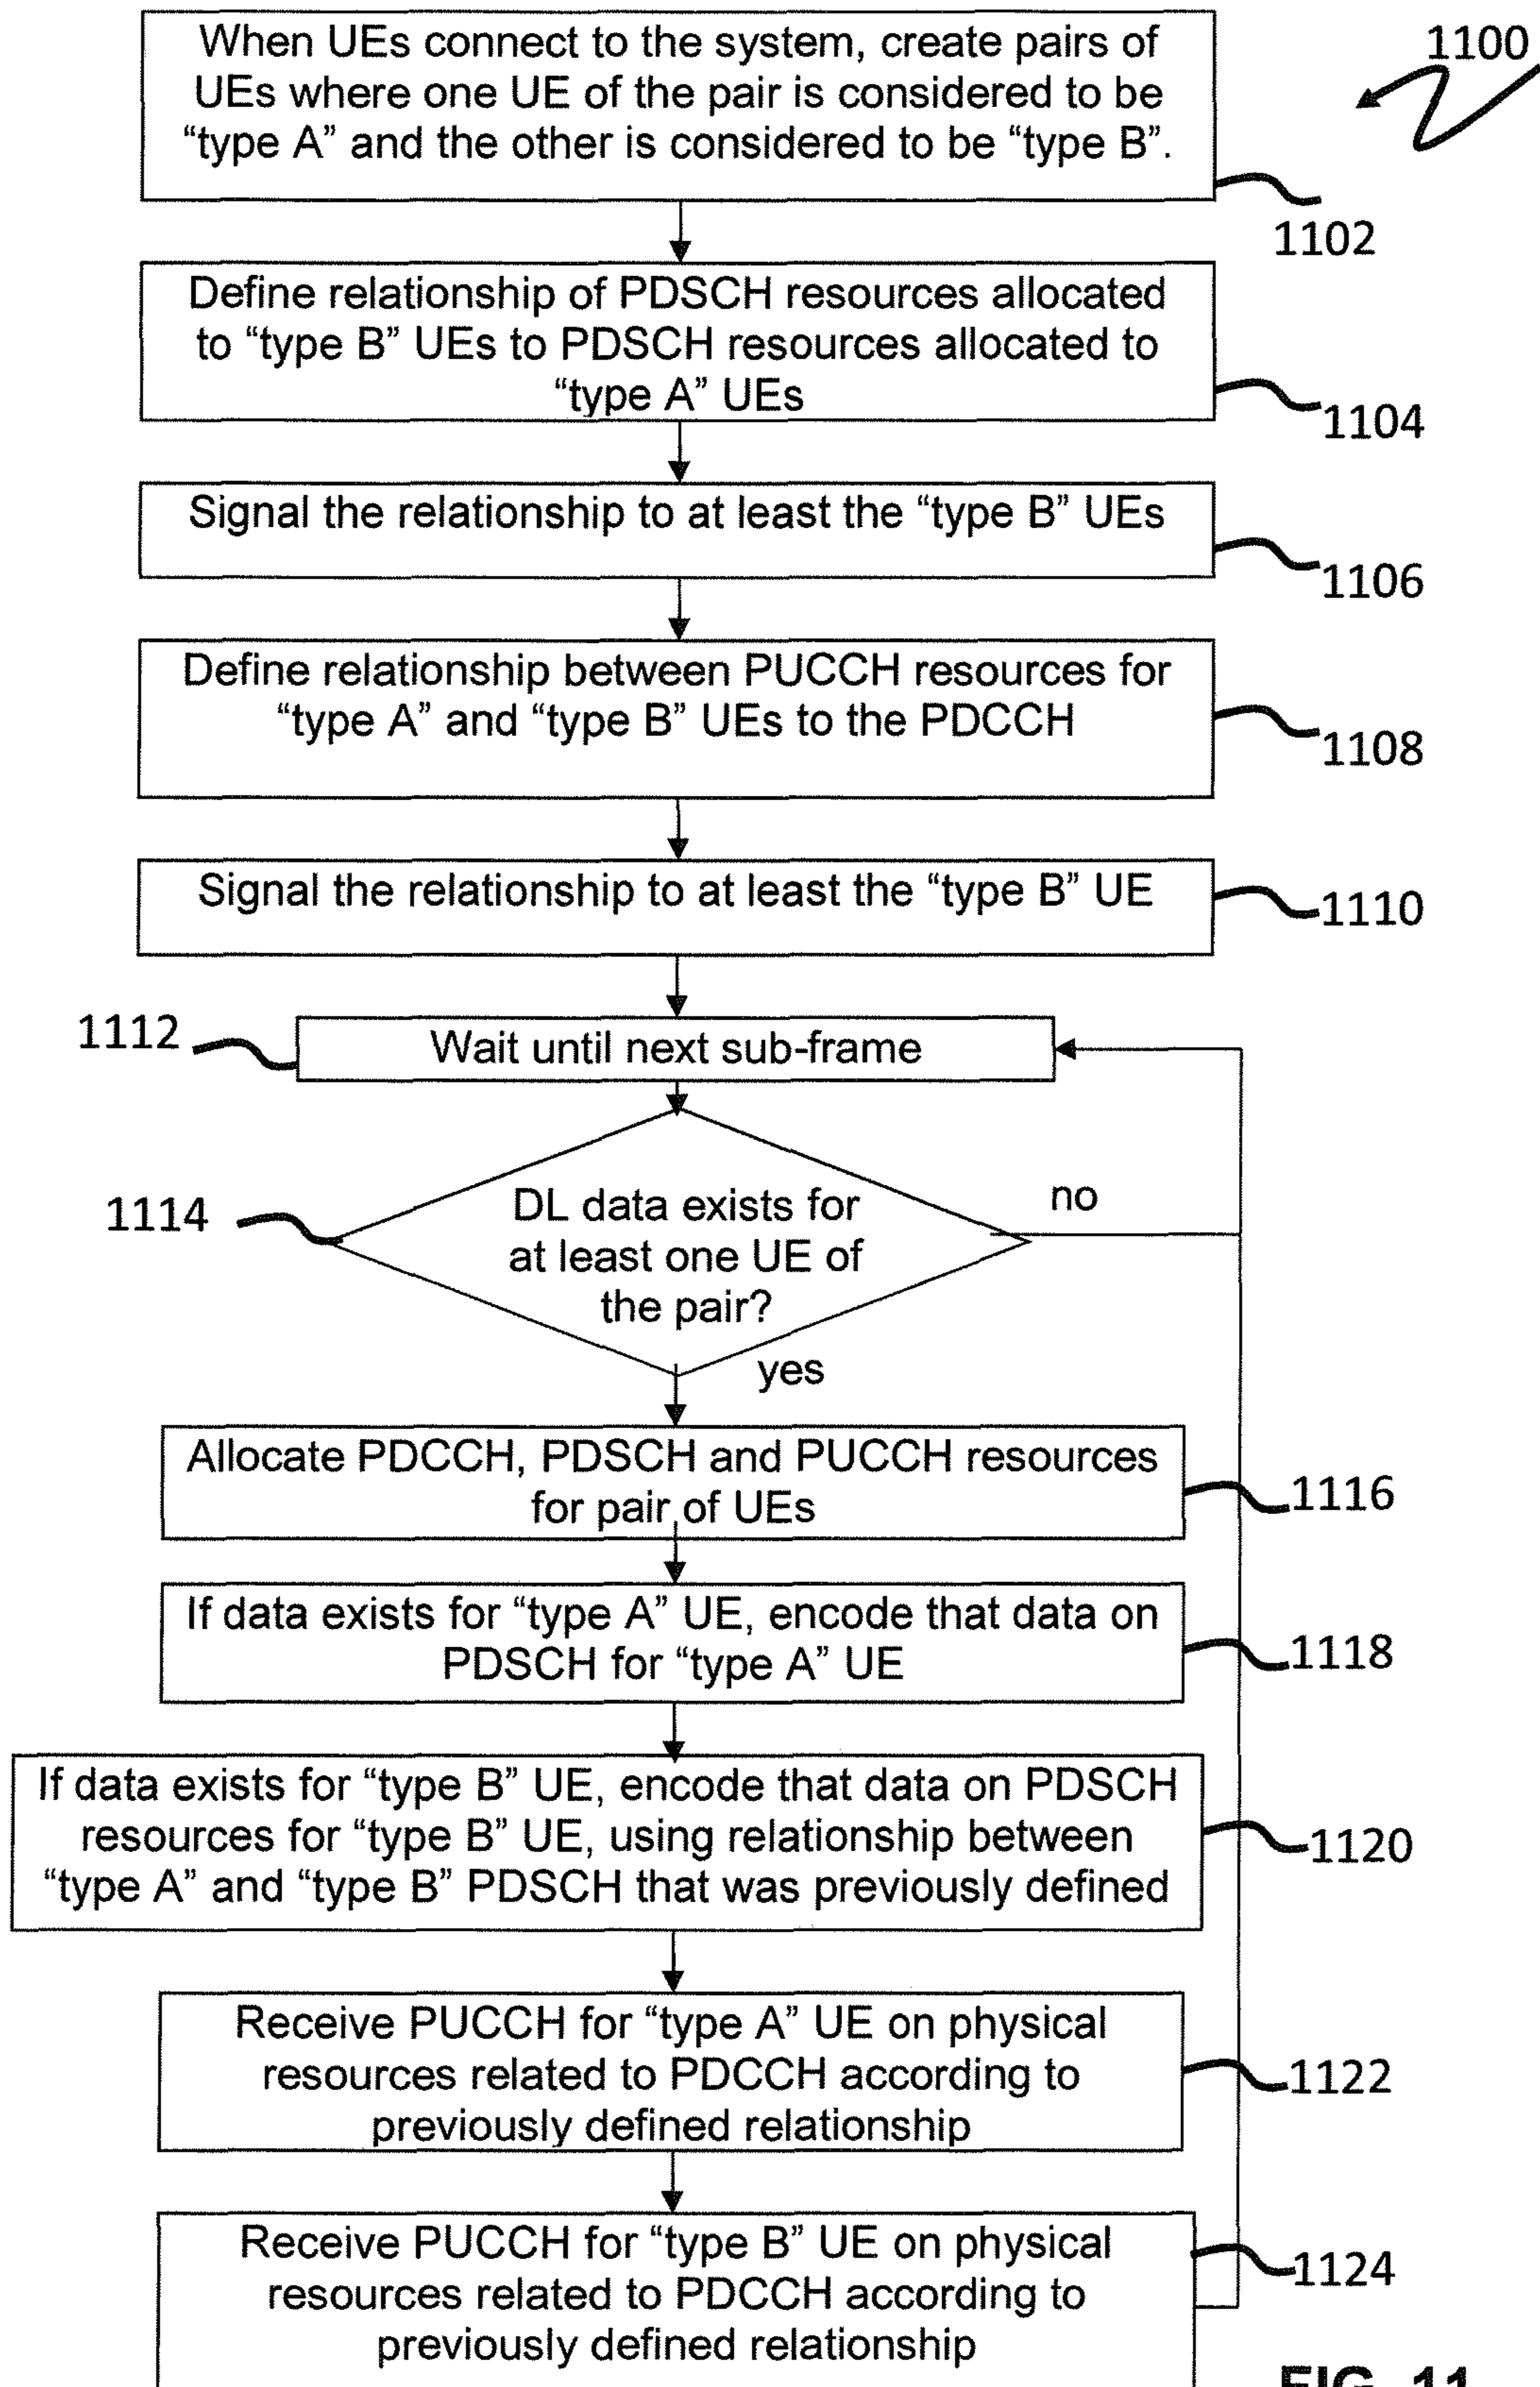 When UEs connect to the system, create pairs of
UEs where one UE of the pair is considered to be
“type A” and the other is considered to be “type B”.
1100
1102
Define relationship of PDSCH resources allocated
to “type B” UEs to PDSCH resources allocated to
“type A” UEs
1104
Signal the relationship to at least the “type B” UEs
1106
Define relationship between PUCCH resources for
“type A” and “type B” UEs to the PDCCH
1108
Signal the relationship to at least the “type B” UE
1110
1112
Wait until next sub-frame
1114
DL data exists for
at least one UE of
the pair?
no
yes
Allocate PDCCH, PDSCH and PUCCH resources
for pair of UEs
1116
If data exists for “type A” UE, encode that data on
PDSCH for “type A” UE
1118
If data exists for “type B” UE, encode that data on PDSCH
resources for “type B” UE, using relationship between
“type A” and “type B” PDSCH that was previously defined
1120
Receive PUCCH for “type A” UE on physical
resources related to PDCCH according to
previously defined relationship
1122
Receive PUCCH for “type B” UE on physical
resources related to PDCCH according to
previously defined relationship
1124
FIG. 11